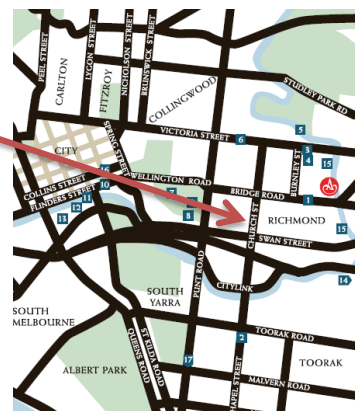 PEEL STREET
CARLTON
LYGON STREET
FITZROY
NICHOLSON STREET
BRUNSWICK STREET
COLLINGWOOD
STUDLEY PARK RD
SPRING STREET
VICTORIA STREET
6
5
3
4
15
BURNLEY ST
CITY
16
COLLINS STREET
10
WELLINGTON ROAD
7
BRIDGE ROAD
1
FLINDERS STREET
11
12
13
8
CHURCH ST
RICHMOND
15
SWAN STREET
PUNT ROAD
CITYLINK
14
SOUTH
YARRA
SOUTH
MELBOURNE
ST KILDA ROAD
QUEENS ROAD
2
TOORAK ROAD
17
ALBERT PARK
TOORAK
MALVERN ROAD
CHAPEL STREET